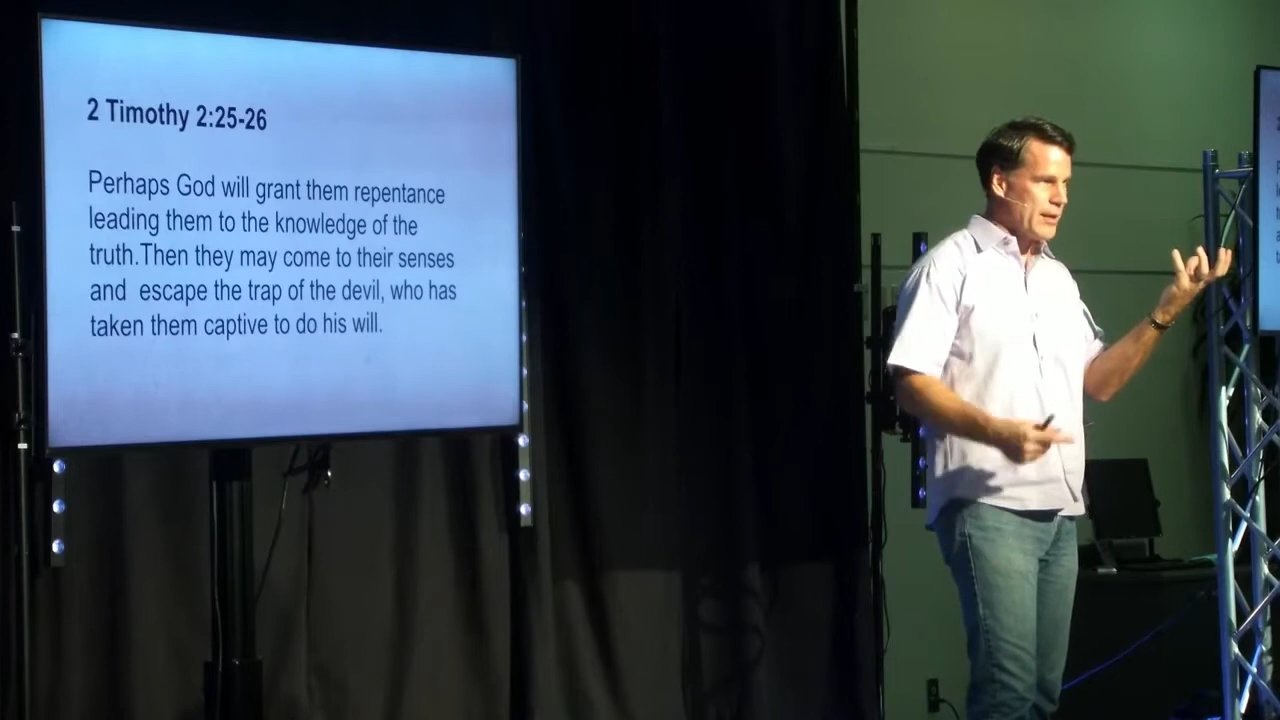 2 Timothy 2:25-26
Perhaps God will grant them repentance
leading them to the knowledge of the
truth.Then they may come to their senses
and  escape the trap of the devil, who has
taken them captive to do his will.